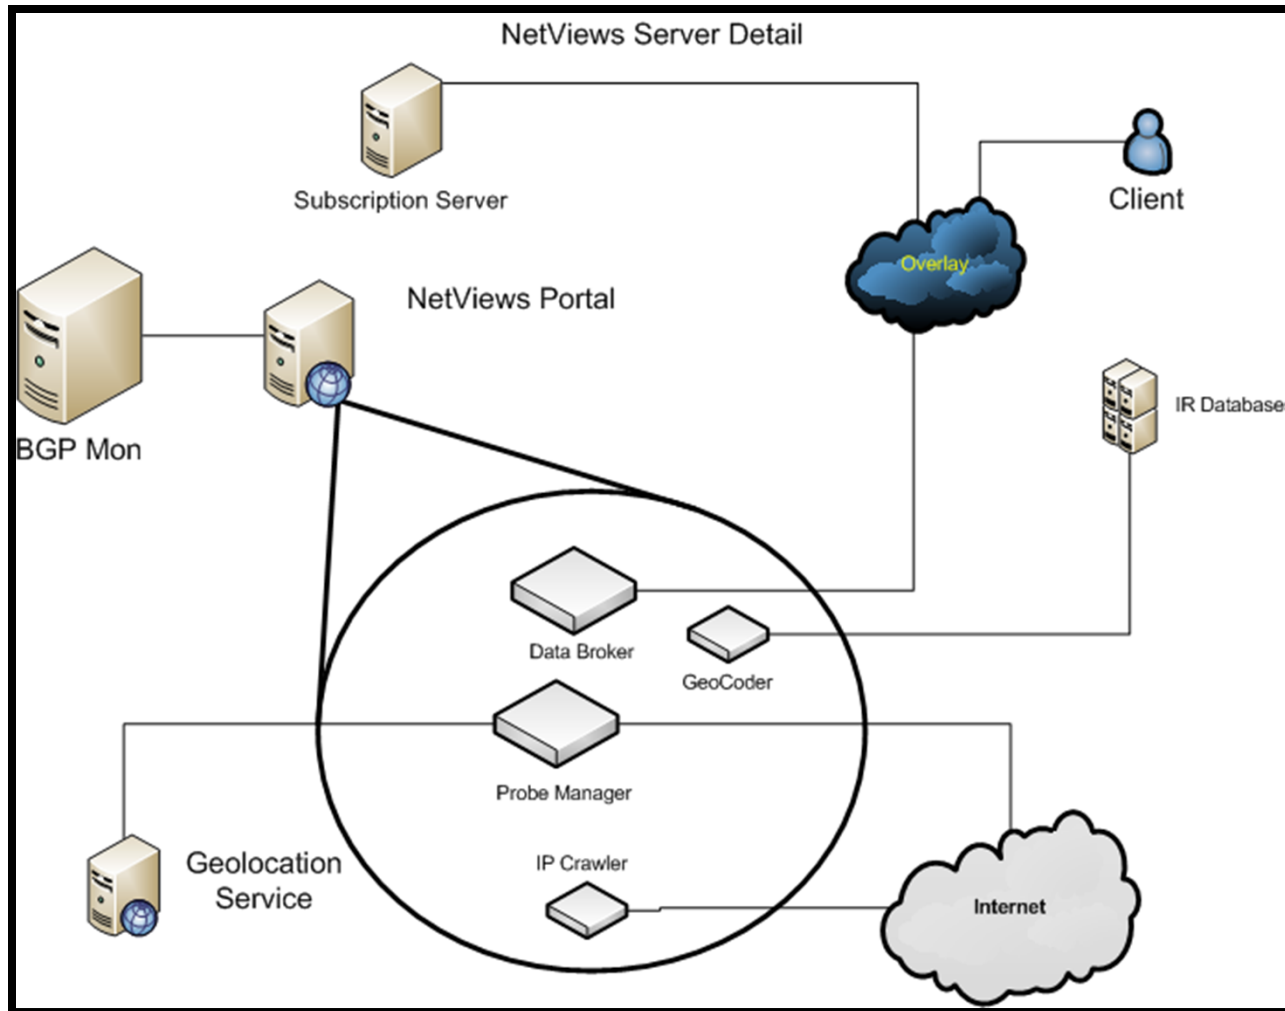 NetViews Server Detail
Subscription Server
Client
Overlay
NetViews Portal
IR Database
BGP Mon
Data Broker
GeoCoder
Probe Manager
IP Crawler
Geolocation
Service
Internet